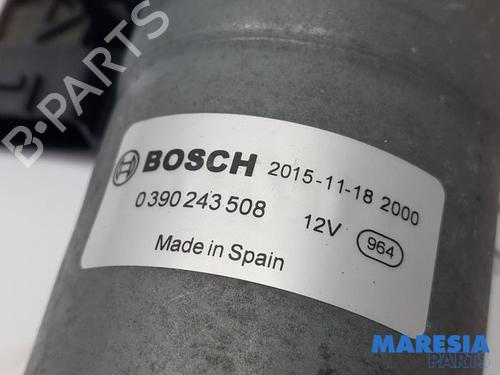 B-PARTS
BOSCH 2015-11-18 2000
0 390 243 508 12V 964
Made in Spain
MARESIA
PARTS